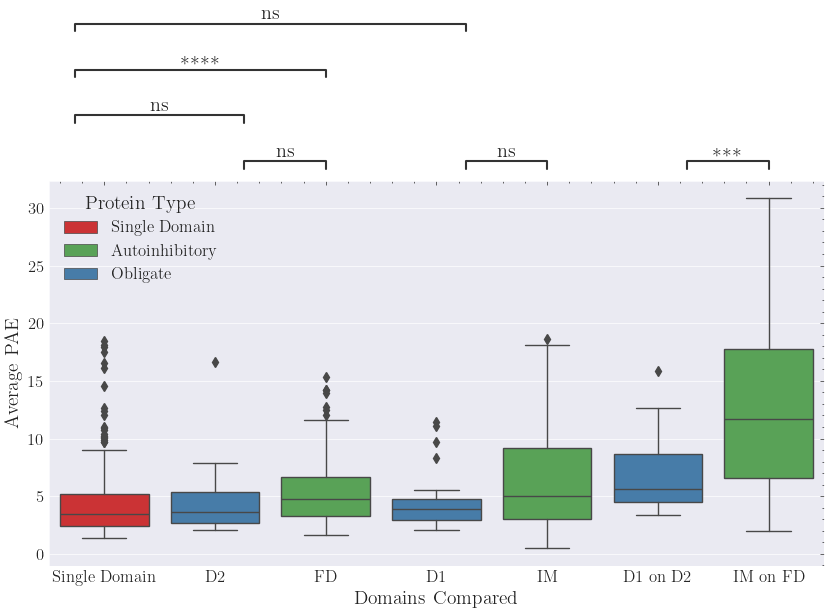 ns
****
ns
ns
ns
***
Protein Type
Single Domain
Autoinhibitory
Obligate
30
25
20
15
10
5
0
Average PAE
Single Domain D2 FD D1 IM D1 on D2 IM on FD
Domains Compared